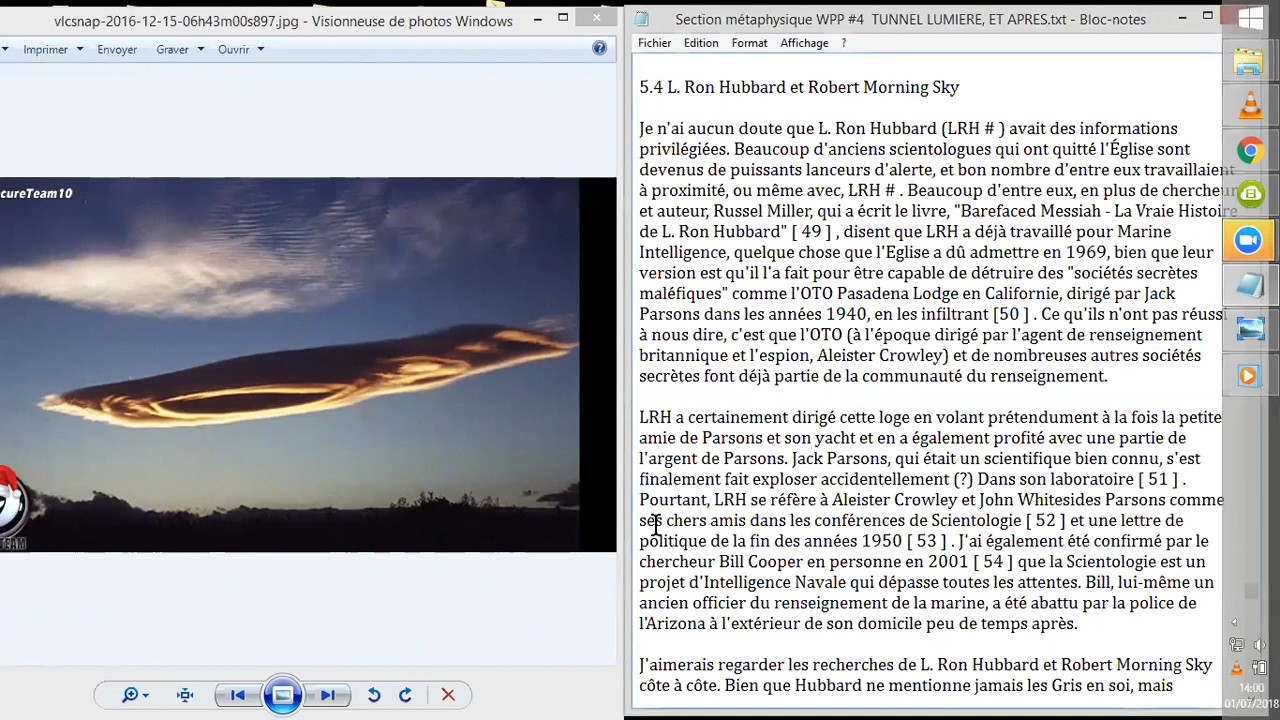 vlcsnap-2016-12-15-06h43m00s897.jpg - Visionneuse de photos Windows
Imprimer
Envoyer
Graver
Ouvrir
cureTeam10
TEAM
Section métaphysique WPP #4 TUNNEL LUMIERE, ET APRES.txt - Bloc-notes
Fichier Edition Format Affichage ?
5.4 L. Ron Hubbard et Robert Morning Sky
Je n'ai aucun doute que L. Ron Hubbard (LRH # ) avait des informations
privilégiées. Beaucoup d'anciens scientologues qui ont quitté l'Église sont
devenus de puissants lanceurs d'alerte, et bon nombre d'entre eux travaillaient
à proximité, ou même avec, LRH # . Beaucoup d'entre eux, en plus de chercheur
et auteur, Russel Miller, qui a écrit le livre, "Barefaced Messiah - La Vraie Histoire
de L. Ron Hubbard" [ 49 ] , disent que LRH a déjà travaillé pour Marine
Intelligence, quelque chose que l'Eglise a dû admettre en 1969, bien que leur
version est qu'il l'a fait pour être capable de détruire des "sociétés secrètes
maléfiques" comme l'OTO Pasadena Lodge en Californie, dirigé par Jack
Parsons dans les années 1940, en les infiltrant [50 ] . Ce qu'ils n'ont pas réussi
à nous dire, c'est que l'OTO (à l'époque dirigé par l'agent de renseignement
britannique et l'espion, Aleister Crowley) et de nombreuses autres sociétés
secrètes font déjà partie de la communauté du renseignement.
LRH a certainement dirigé cette loge en volant prétendument à la fois la petite
amie de Parsons et son yacht et en a également profité avec une partie de
l'argent de Parsons. Jack Parsons, qui était un scientifique bien connu, s'est
finalement fait exploser accidentellement (?) Dans son laboratoire [ 51 ] .
Pourtant, LRH se réfère à Aleister Crowley et John Whitesides Parsons comme
ses chers amis dans les conférences de Scientologie [ 52 ] et une lettre de
politique de la fin des années 1950 [ 53 ] . J'ai également été confirmé par le
chercheur Bill Cooper en personne en 2001 [ 54 ] que la Scientologie est un
projet d'Intelligence Navale qui dépasse toutes les attentes. Bill, lui-même un
ancien officier du renseignement de la marine, a été abattu par la police de
l'Arizona à l'extérieur de son domicile peu de temps après.
J'aimerais regarder les recherches de L. Ron Hubbard et Robert Morning Sky
côte à côte. Bien que Hubbard ne mentionne jamais les Gris en soi, mais
14:00
01/07/2018